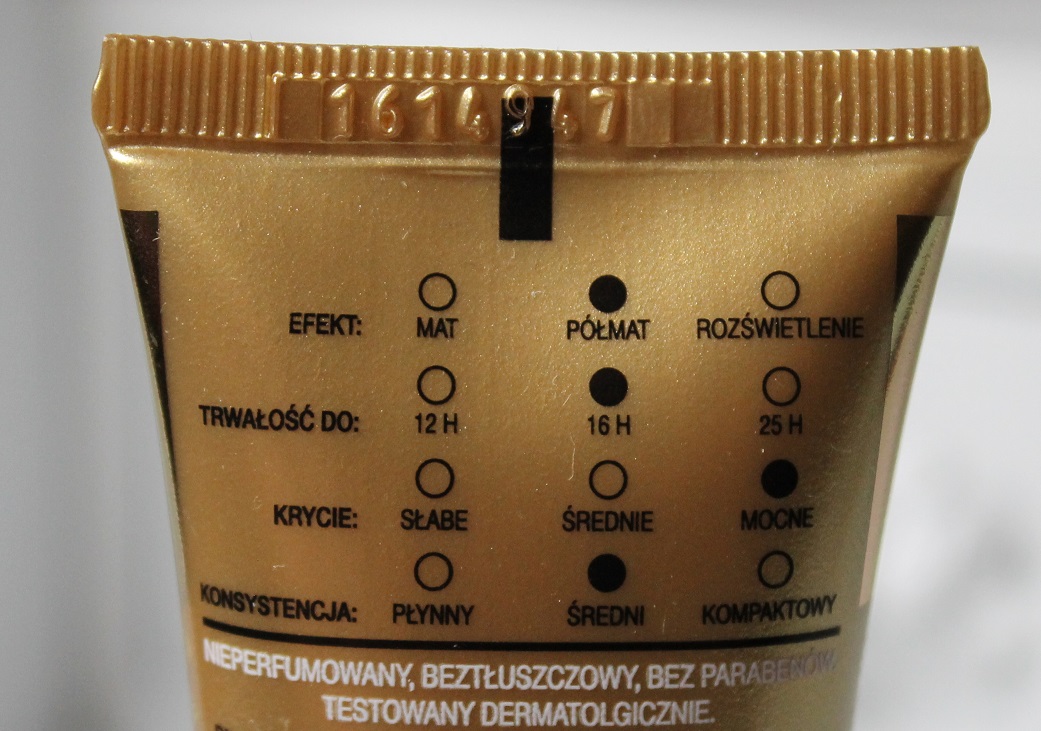 1614947
MAT PÓŁMAT ROZŚWIETLENIE
EFEKT:
12 H 16 H 25 H
TRWAŁOŚĆ DO:
KRYCIE: SŁABE ŚREDNIE MOCNE
KONSYSTENCJA: PŁYNNY ŚREDNI KOMPAKTOWY
NIEPERFUMOWANY, BEZTŁUSZCZOWY, BEZ PARABENÓW.
TESTOWANY DERMATOLGICZNIE.